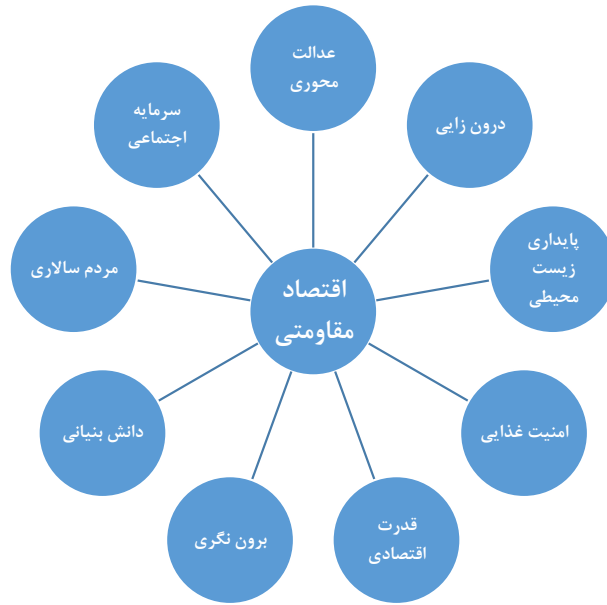 عدالت
محوری
درون زایی
پایداری
زیست
محیطی
امنیت غذایی
قدرت
اقتصادی
برون نگری
دانش بنیانی
مردم سالاری
سرمایه
اجتماعی
اقتصاد
مقاومتی